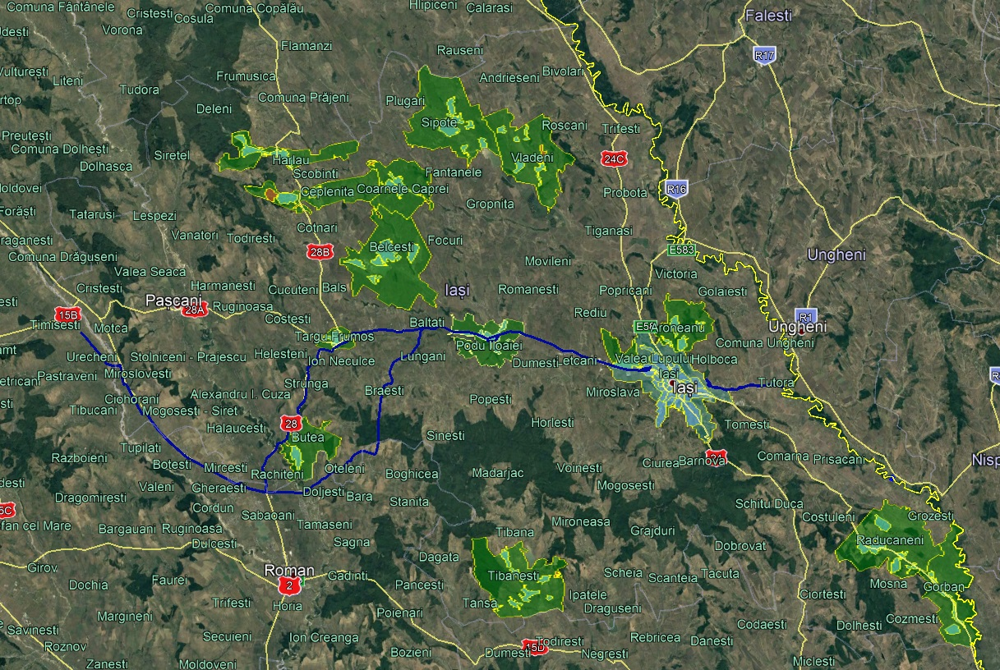 Comuna Fântânele
Cristesti
Comuna Copălău
Hlipiceni
Calarasi
Cosula
Falesti
Vorona
Flamanzi
Rauseni
R17
Vulturești
Liteni
Frumusica
Andrieseni
Bivolari
Tudora
Comuna Prăjeni
Plugari
Deleni
Sipote
Roscani
Trifesti
Preutești
Comuna Dolhești
Siretel
Harlau
Vladeni
24C
Dolhasca
Scobinti
Fantanele
Ceplenita
Coarnele Caprei
R16
Probota
Gropnita
Tatarusi
Lespezi
Cotnari
Vanatori
Todiresti
Focuri
Tiganasi
Belcesti
28B
E583
Ungheni
Comuna Drăguseni
Movileni
Valea Seaca
Victoria
Cristesti
Harmanesti
Cucuteni
Bals
Iași
Romanesti
Popricani
Golaiesti
Pașcani
28A
Ruginoasa
15B
Costesti
Rediu
R1
Timisesti
Motca
Baltati
E5A
Aroneanu
Ungheni
Targu Frumos
Podu Iloaiei
Comuna Ungheni
Urecheni
Stolniceni - Prajescu
Helesteni
Ion Neculce
Lungani
Dumesti
Letcani
Valea Lupului
Holboca
Pastraveni
Miroslovesti
Iasi
Strunga
Iași
Tutora
Ciohorani
Alexandru I. Cuza
Braesti
Miroslava
Popesti
Tibucani
Mogosesti - Siret
28
Horlesti
Tomesti
Halaucesti
Butea
Sinesti
Tupilati
Razboieni
Botesti
Mircesti
Rachiteni
Oteleni
Boghicea
Madarjac
Voinesti
Ciurea
Barnova
24
Comarna
Prisacani
Valeni
Gheraesti
Doljesti
Bara
Mogosesti
Dragomiresti
Stanita
Schitu Duca
Cordun
Sabaoani
Costuleni
Grozesti
Tamaseni
Mironeasa
Bargauani
Ruginoasa
Tibana
Grajduri
Raducaneni
Dulcesti
Sagna
Dobrovat
Dagata
Girov
Roman
Gadinti
Tibanesti
Scheia
Scanteia
Tacuta
Dochia
Faurei
2
Pancesti
Mosna
Gorban
Ipatele
Ciortesti
Trifesti
Horia
Tansa
Draguseni
Margineni
Poienari
Codaesti
Dolhesti
Cozmesti
Savinesti
Secuieni
Ion Creanga
Rebricea
Danesti
Todiresti
15D
Roznov
Bozieni
Dumesti
Negresti
Zanesti
Moldoveni
Miclesti